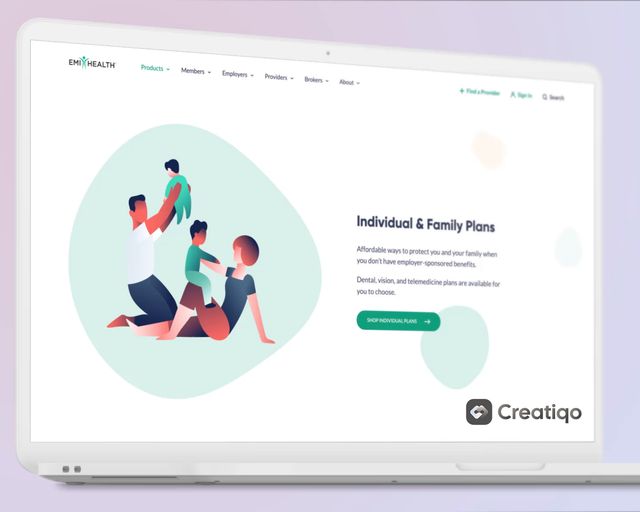 EMI HEALTH
Products
Members
Employers
Providers
Brokers
About
Find a Provider
Sign In
Search
Individual & Family Plans
Affordable ways to protect you and your family when
you don't have employer-sponsored benefits.
Dental, vision, and telemedicine plans are available for
you to choose.
SHOP INDIVIDUAL PLANS
Creatiqo